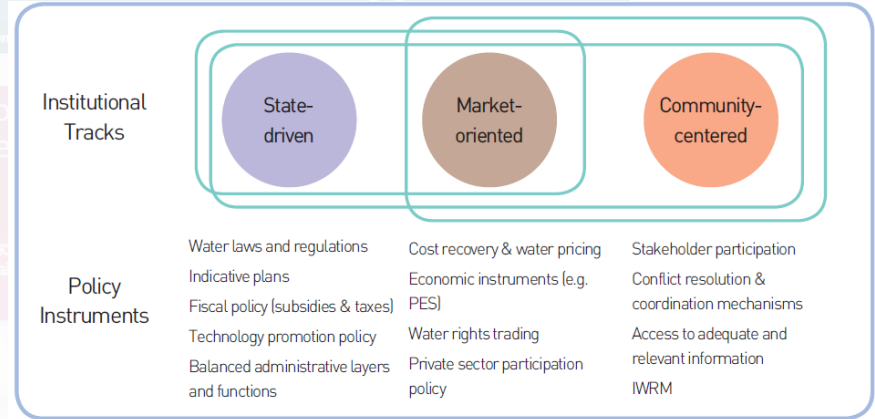 Institutional
Tracks
State-
driven
Market-
oriented
Community-
centered
Policy
Instruments
Water laws and regulations
Indicative plans
Fiscal policy (subsidies & taxes)
Technology promotion policy
Balanced administrative layers
and functions
Cost recovery & water pricing
Economic instruments (e.g.
PES)
Water rights trading
Private sector participation
policy
Stakeholder participation
Conflict resolution &
coordination mechanisms
Access to adequate and
relevant information
IWRM